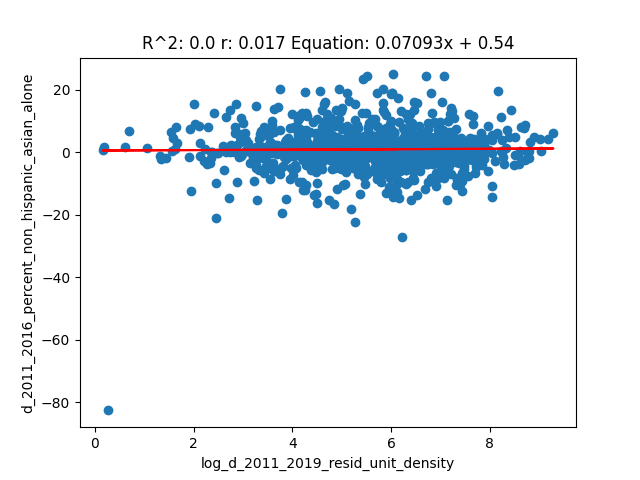 R^2: 0.0 r: 0.017 Equation: 0.07093x + 0.54
d_2011_2016_percent_non_hispanic_asian_alone
20
0
−20
−40
−60
−80
0 2 4 6 8
log_d_2011_2019_resid_unit_density